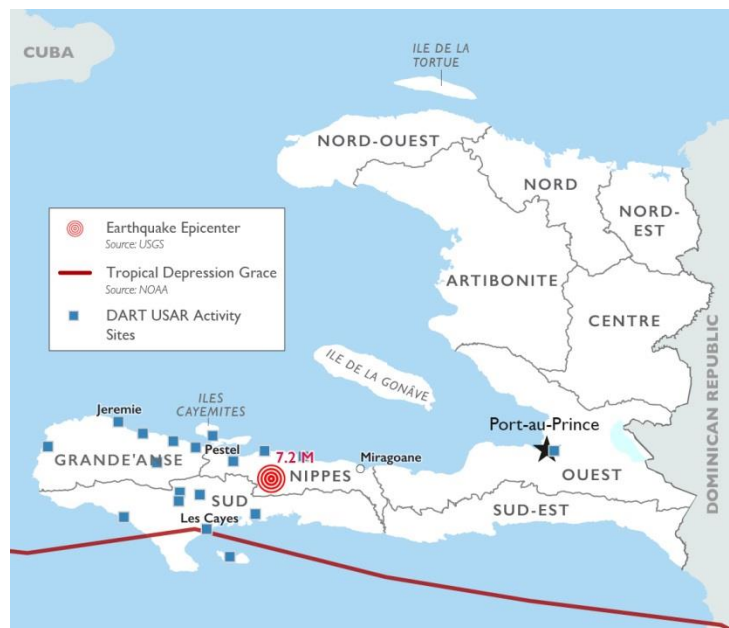 CUBA
ILE DE LA
TORTUE
NORD-OUEST
NORD
NORD-
EST
Earthquake Epicenter
Source: USGS
Tropical Depression Grace
Source: NOAA
DART USAR Activity
Sites
ARTIBONITE
CENTRE
DOMINICAN REPUBLIC
ILE DE LA GONÂVE
ILES
CAYEMITES
Jeremie
Pestel
7.2 M
Miragoane
Port-au-Prince
GRANDE'ANSE
NIPPES
OUEST
SUD
SUD-EST
Les Cayes